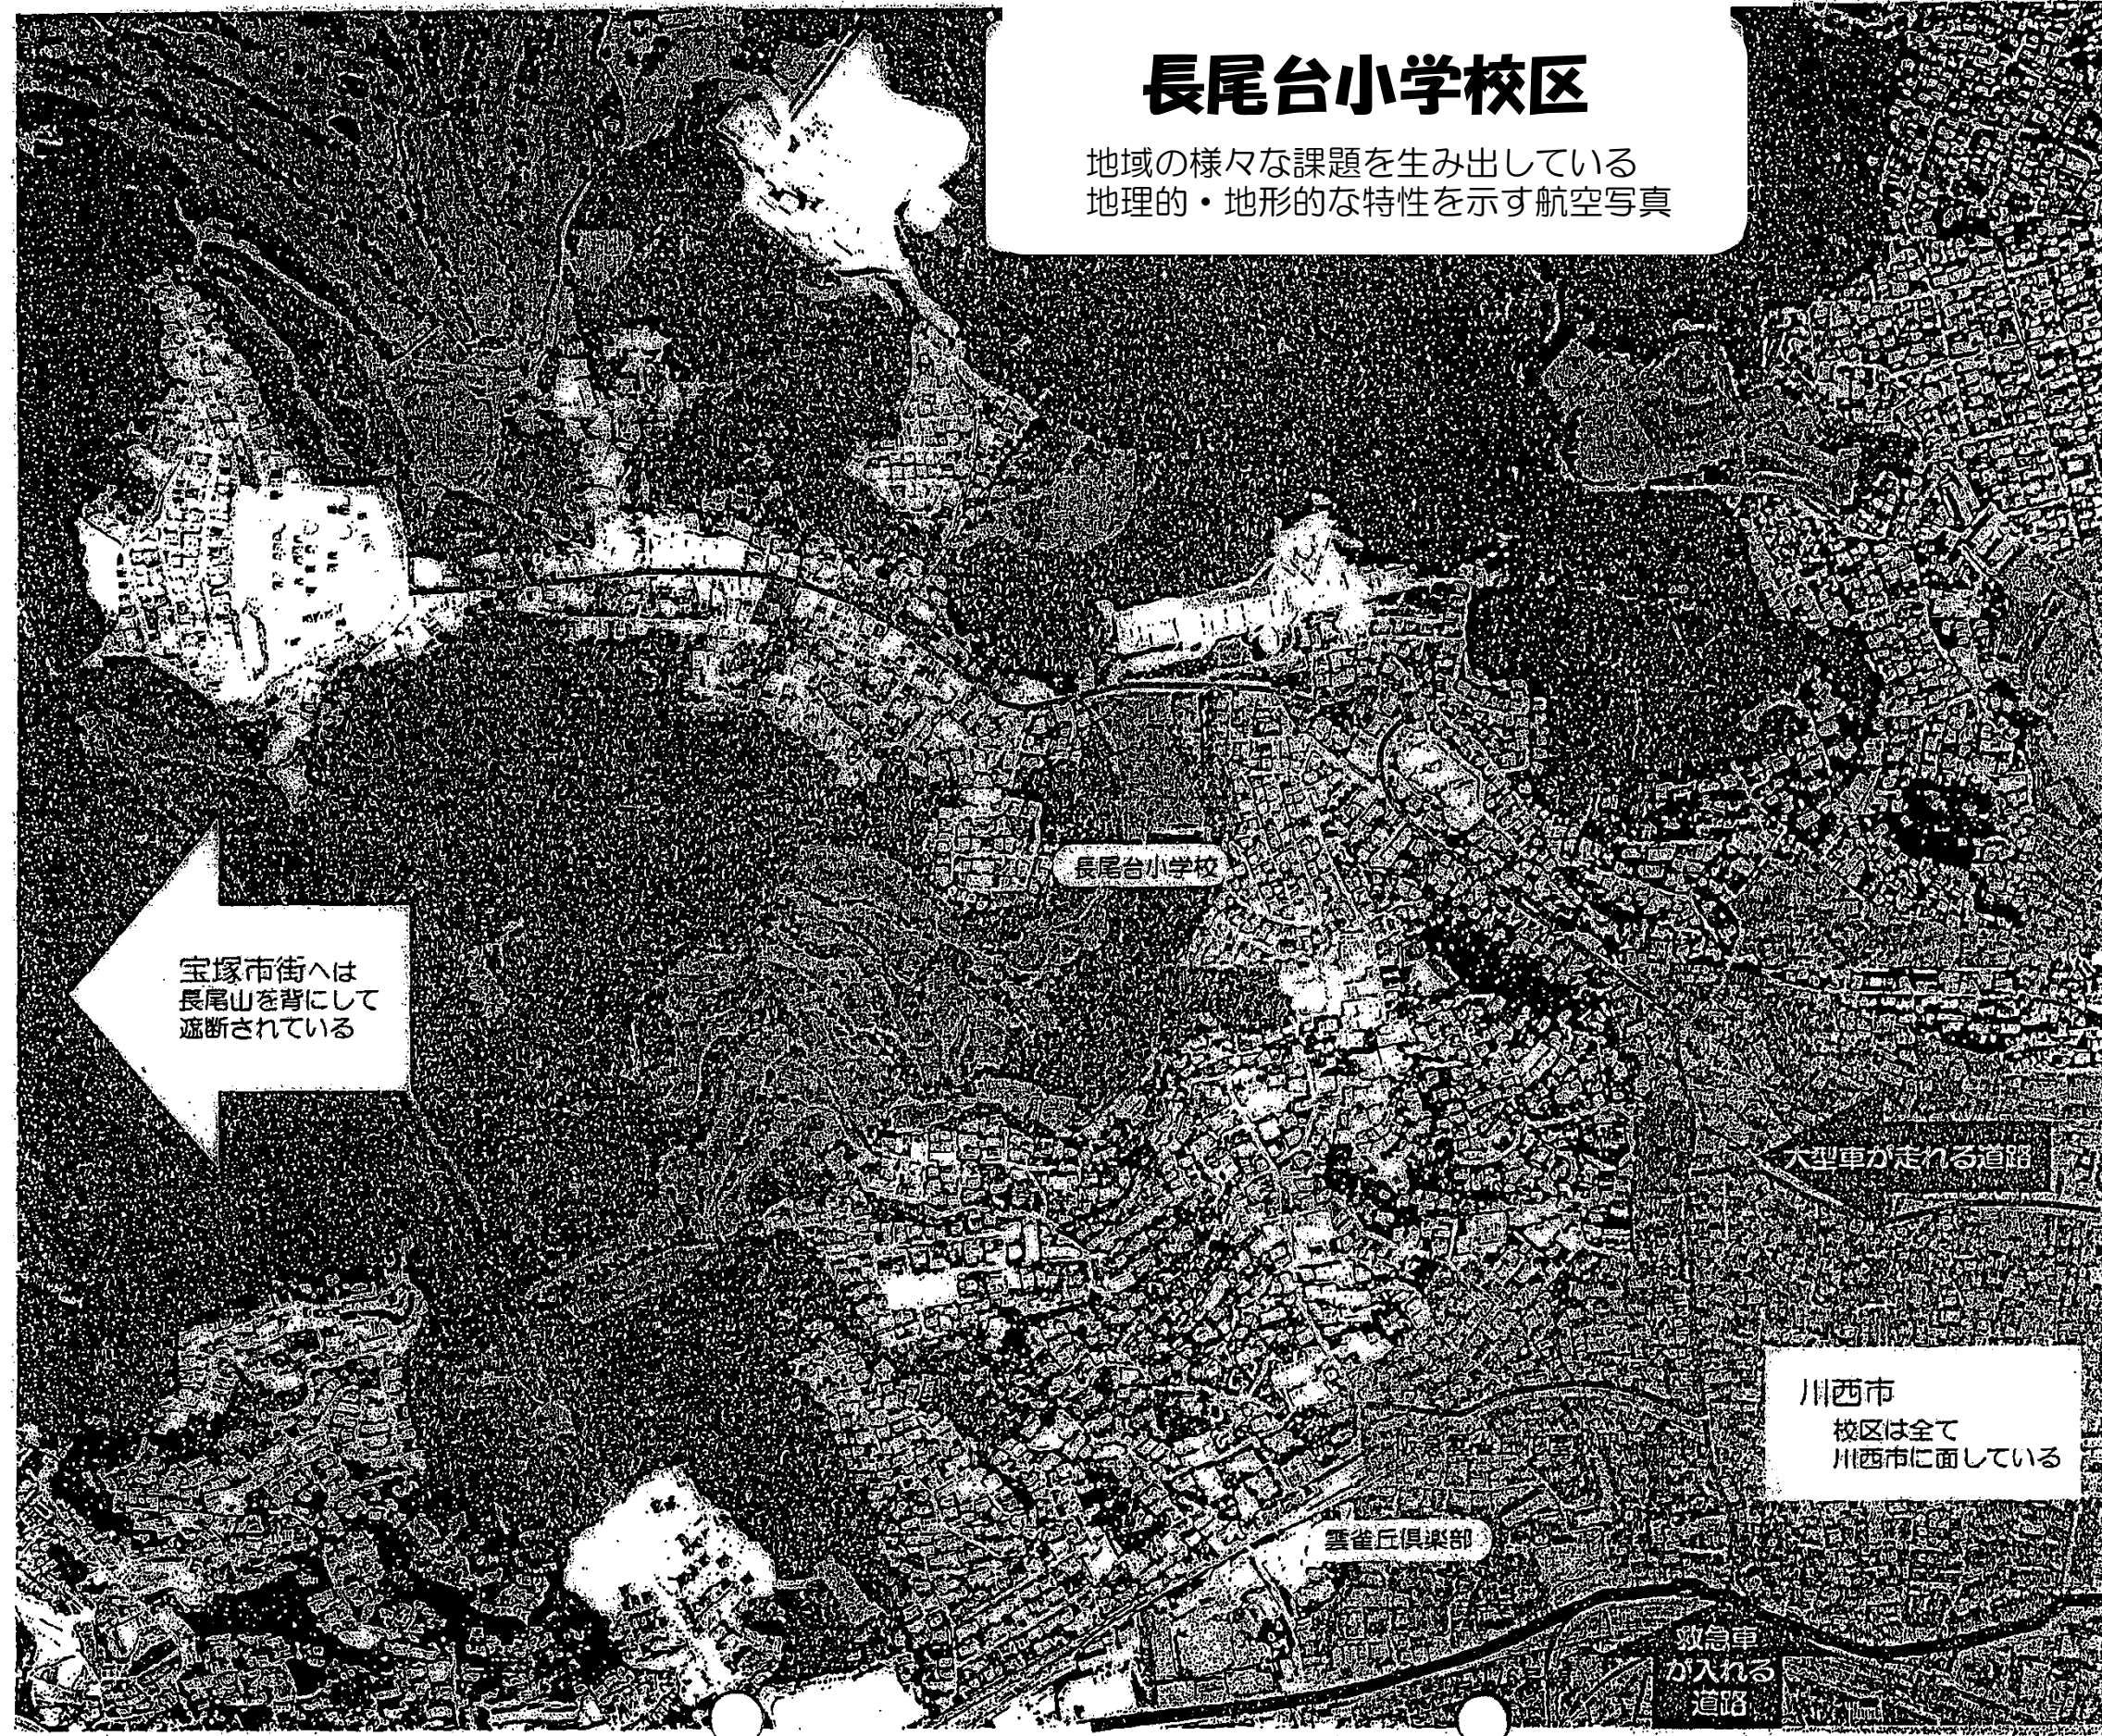 長尾台小学校区
地域の様々な課題を生み出している
地理的・地形的な特性を示す航空写真
長尾台小学校
宝塚市街へは
長尾山を背にして
遮断されている
大型車が走れる道路
川西市
校区は全て
川西市に面している
雲雀丘倶楽部
救急車
が入れる
道路